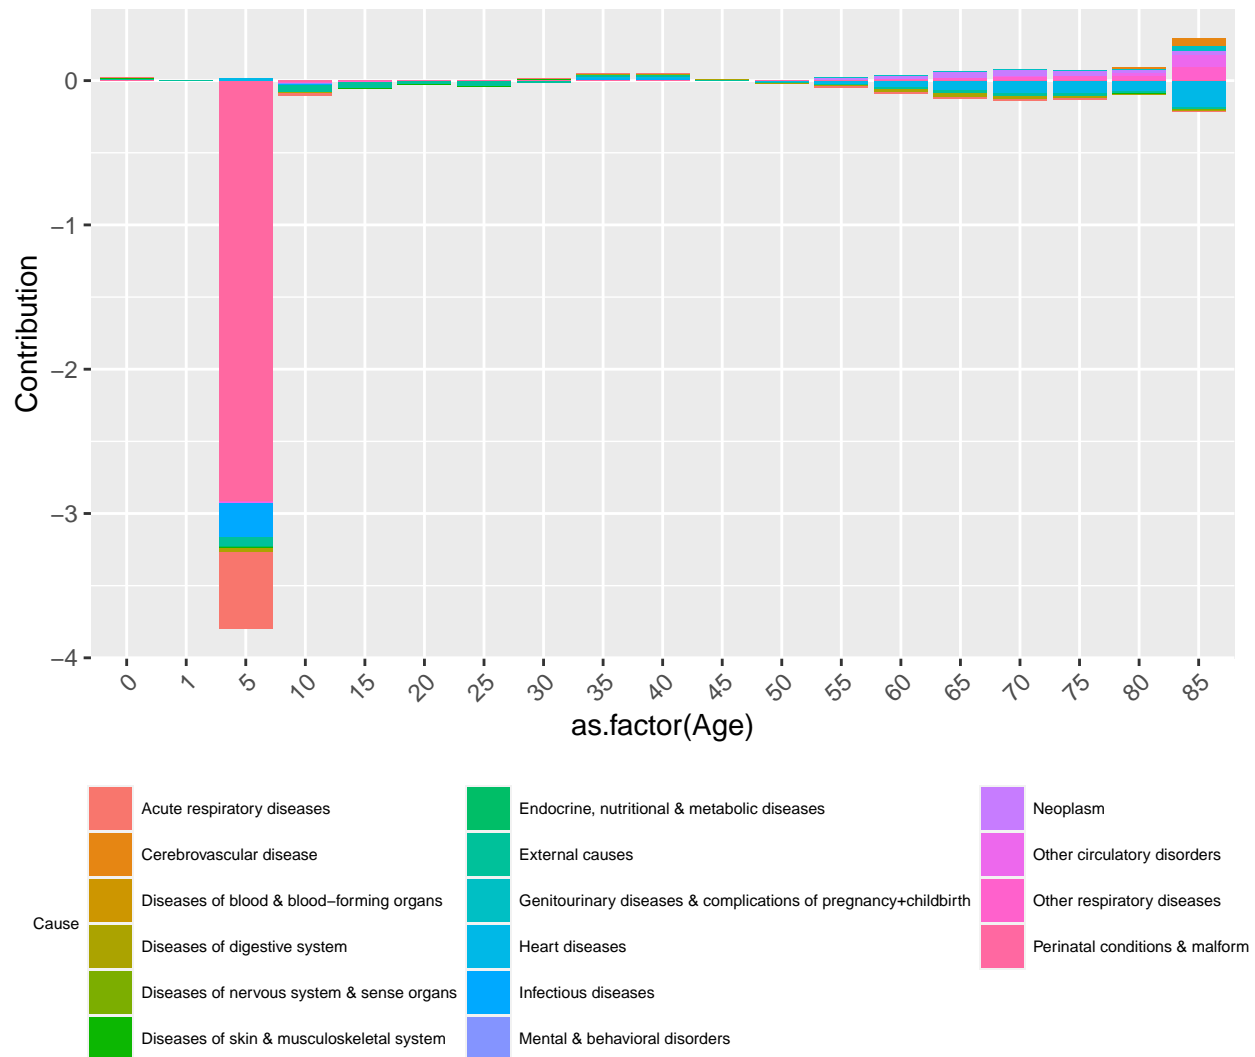 0
−1
−2
−3
−4
Contribution
0 1 5 10 15 20 25 30 35 40 45 50 55 60 65 70 75 80 85
as.factor(Age)
Cause
Acute respiratory diseases
Cerebrovascular disease
Diseases of blood & blood−forming organs
Diseases of digestive system
Diseases of nervous system & sense organs
Diseases of skin & musculoskeletal system
Endocrine, nutritional & metabolic diseases
External causes
Genitourinary diseases & complications of pregnancy+childbirth
Heart diseases
Infectious diseases
Mental & behavioral disorders
Neoplasm
Other circulatory disorders
Other respiratory diseases
Perinatal conditions & malform